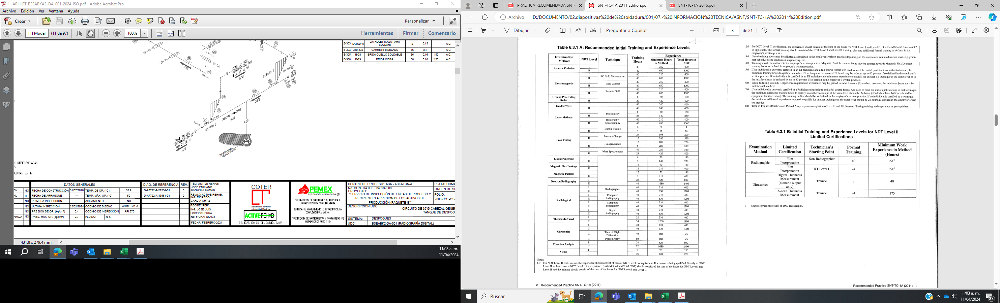 1.-ARH-RT-BSEABKA2-DA-001-2024-ISO.pdf - Adobe Acrobat Pro
Archivo Edición Ver Ventana Ayuda
Crear
Personalizar
[1] Model (11 de 97) 100%
Herramientas Firmar Comentario
E-303 LATSW-5 LATROLET (CAJA PARA SOLDAR) 2 0.15 - A.C.
E-304 330-332 CARRETE BISELADO 36 2.7 - A.C.
E-305 B-28 BRIDA CUELLO SOLDABLE 36 0.16 150 A.C.
E-306 B-29 BRIDA CIEGA 36 0.16 150 A.C.
CONT. EN UDC
BSEABKA2-DA-001
HOJA 21 DE 97
12"Ø
DISPARO 1
36"Ø
4.80
CABEZAL PRINCIPAL
36"Ø
DISPARO 2
CONT. EN UDC
BSEABKA2-DA-001
HOJA 21 DE 97
36"Ø
N REFERENCIADAS
S.
EDIDAS EN m.
DATOS GENERALES
FECHA DE CONSTRUCCIÓN 31/07/2018 TEMP. DE OP. (°C) 32.9
FECHA DE ARRANQUE — TEMP. MÁX. OP. (°C) 50
PRIMERA INSPECCIÓN — AISLAMIENTO NO
ÚLTIMA INSPECCIÓN 23/02/2024 CÓDIGO DE DISEÑO ASME B31.3
PRESIÓN DE OP. (kg/cm²) 0.4 CÓDIGO DE INSPECCIÓN API 570
PRES. MÁX. OP. (kg/cm²) 0.7 FLUIDO: G.A.
DIAG. DE REFERENCIA REV.
D-A7722-A-27554-01 0
D-A7722-A-33581-01 0
TÉC. ACTIVE REHAB:
JOSE EMILIANO
SANCHEZ GAMAS
REVISÓ ACTIVE REHAB:
ING. RICARDO
GARCIA ORTIZ
RECIBE "PEP":
ING. JOSÉ LUIS
LÓPEZ GUERRA
No. FICHA: 322993
FECHA: FEBRERO-2024
COTER
Aislamientos Térmicos
e Integridad Mecánica
ACTIVE REHAB
DIB. ELAB. EN: CD. DEL CARMEN, CAMP.
PEMEX
EXPLORACIÓN Y PRODUCCIÓN ®
SUBDIRECCIÓN DE MANTENIMIENTO, LOGÍSTICA E
INFRAESTRUCTURA COMPLEMENTARIA
GERENCIA DE MANTENIMIENTO E INFRAESTRUCTURA
COMPLEMENTARIA MARINA
SUBGERENCIA DE MANTENIMIENTO Y CONFIABILIDAD DE
INSTALACIONES RMSO Y RN
CENTRO DE PROCESO: ABA - ABKATUN-A
No. CONTRATO: 648232808
PROYECTO:
"SERVICIO DE INSPECCIÓN DE LÍNEAS DE PROCESO Y
RECIPIENTES A PRESIÓN DE LOS ACTIVOS DE
PRODUCCIÓN (PAQUETE G)"
PLATAFORMA
ORDEN DE SE
FOLIO:
2808-COT-OS-
DESCRIPCION UDC: CIRCUITO DE 36"Ø CABEZAL GENE
TANQUE DE DESFOG
SISTEMA: DESFOGUES
UDC: BSEABK2-DA-001 (RADIOGRAFÍA DIGITAL)
431.8 x 279.4 mm
11:03 a. m.
11/04/2024
PRACTICA RECOMENDADA SNT-
SNT-TC-1A 2011 Edition.pdf
SNT-TC-1A 2016.pdf
Archivo D:/DOCUMENTO/02.diapositivas%20de%20soldadura/001/07.-%20INFORMACION%20TECNICA/ASNT/SNT-TC-1A%202011%20Edition.pdf
Dibujar
Preguntar a Copilot
8 de 21
Table 6.3.1 A: Recommended Initial Training and Experience Levels
Examination Method NDT Level Technique Training Hours Experience
Minimum Hours in Method Total Hours in NDT
Acoustic Emission I 40 210 400
II 40 630 1200
Electromagnetic AC Field Measurement I 40 210 400
II 40 630 1200
Eddy Current I 40 210 400
II 40 630 1200
Remote Field I 40 210 400
II 40 630 1200
Ground Penetrating Radar I 8 60 120
II 20 420 800
Guided Wave I 40 240 460
II 40 240 460
Laser Methods Profilometry I 8 70 130
II 24 140 260
Holography/Shearography I 40 210 400
II 40 630 1200
Leak Testing Bubble Testing I 2 3 4
II 4 35 65
Pressure Change I 24 105 200
II 16 280 520
Halogen Diode I 12 105 200
II 8 280 520
Mass Spectrometer I 40 280 520
II 24 420 800
Liquid Penetrant I 4 70 130
II 8 140 270
Magnetic Flux Leakage I 16 70 130
II 12 210 400
Magnetic Particle I 12 70 130
II 8 210 400
Neutron Radiography I 28 420 800
II 40 1680 2400
Radiological Radiographic I 40 210 400
II 40 630 1200
Computed Radiography I 40 210 400
II 40 630 1200
Computed Tomography I 40 210 400
II 40 630 1200
Digital Radiography I 40 210 400
II 40 630 1200
Thermal/Infrared I 32 210 400
II 34 1260 1800
Ultrasonics I 40 210 400
II 40 630 1200
II Time of Flight Diffraction 40 160 n/a
II Phased Array 80 160 n/a
Vibration Analysis I 24 420 800
II 72 1680 2400
Visual I 8 70 130
II 16 140 270
Notes:
1.0 For NDT Level II certification, the experience should consist of time at NDT Level I or equivalent. If a person is being qualified directly to NDT
Level II with no time at NDT Level I, the experience (both Method and Total NDT) should consist of the sum of the hours for NDT Level I and
Level II and the training should consist of the sum of the hours for NDT Level I and Level II.
8 Recommended Practice SNT-TC-1A (2011)
2.0 For NDT Level III certification, the experience should consist of the sum of the hours for NDT Level I and Level II, plus the additional time in 6.3.2
as applicable. The formal training should consist of the NDT Level I and Level II training, plus any additional formal training as defined in the
employer's written practice.
3.0 Listed training hours may be adjusted as described in the employer's written practice depending on the candidate's actual education level, e.g. gram-
mar school, college graduate in engineering, etc.
4.0 Training should be outlined in the employer's written practice. Magnetic Particle training hours may be counted towards Magnetic Flux Leakage
training hours as defined in the employer's written practice.
5.0 If an individual is currently certified in an ET technique and a full course format was used to meet the initial qualifications in that technique, the
minimum training hours to qualify in another ET technique at the same NDT Level may be reduced up to 40 percent if so defined in the employer's
written practice. If an individual is certified in an ET technique, the minimum experience to qualify for another ET technique at the same level or to
the next level may be reduced by up to 50 percent if so defined in the employer's written practice.
6.0 While fulfilling total NDT experience requirement, experience may be gained in more than one (1) method, however, the minimum hours must be
met for each method.
7.0 If an individual is currently certified in a Radiological technique and a full course format was used to meet the initial qualifications in that technique,
the minimum additional training hours to qualify in another technique at the same level should be 24 hours (of which at least 16 hours should be
equipment familiarization). The training outline should be as defined in the employer's written practice. If an individual is certified in a technique,
the minimum additional experience required to qualify for another technique at the same level should be 24 hours, as defined in the employer's writ-
ten practice.
8.0 Time of Flight Diffraction and Phased Array requires completion of Level I and II Ultrasonic Testing training and experience as prerequisites.
Table 6.3.1 B: Initial Training and Experience Levels for NDT Level II
Limited Certifications
Examination Method Limited Certification Technician's Starting Point Formal Training Minimum Work Experience in Method (Hours)
Radiographic Film Interpretation Non-Radiographer 40 220¹
Film Interpretation RT Level I 24 220¹
Ultrasonics Digital Thickness Measurement (numeric output only) Trainee 8 40
A-scan Thickness Measurement Trainee 24 175
1 — Requires practical review of 1000 radiographs.
Recommended Practice SNT-TC-1A (2011) 9
Buscar
11:03 a. m.
11/04/2024
23